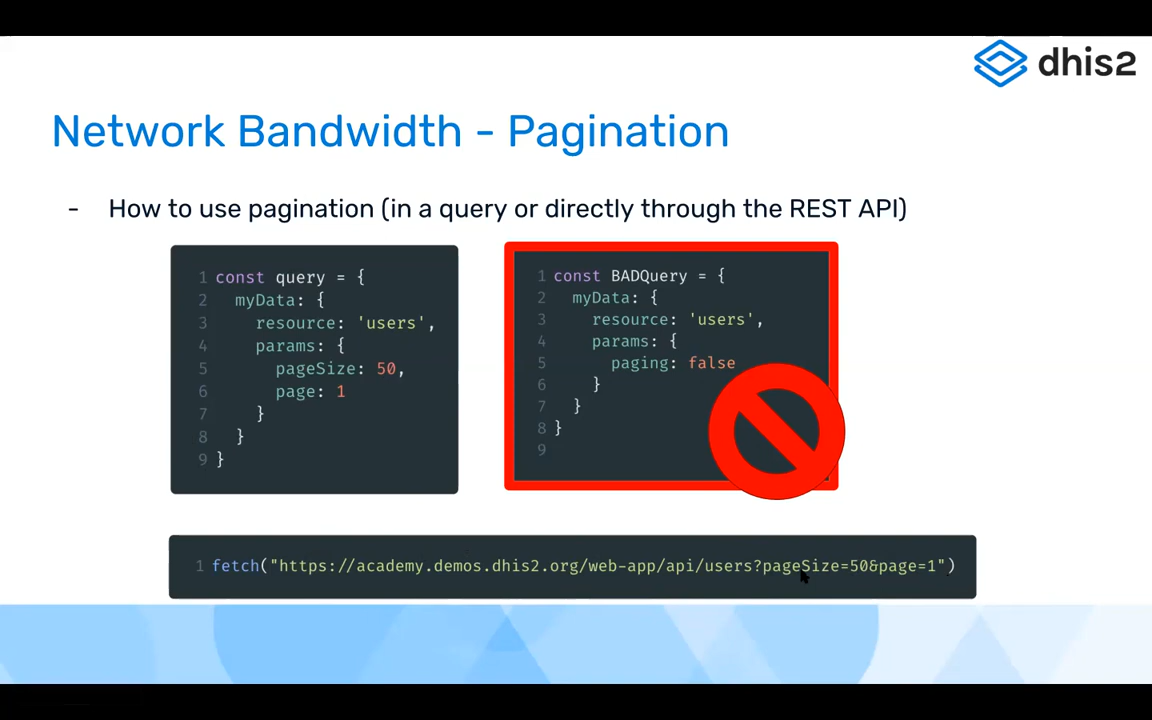 dhis2
Network Bandwidth - Pagination
- How to use pagination (in a query or directly through the REST API)
1 const query = {
2 myData: {
3 resource: 'users',
4 params: {
5 pageSize: 50,
6 page: 1
7 }
8 }
9 }
1 const BADQuery = {
2 myData: {
3 resource: 'users',
4 params: {
5 paging: false
6 }
7 }
8 }
9
1 fetch("https://academy.demos.dhis2.org/web-app/api/users?pageSize=50&page=1")